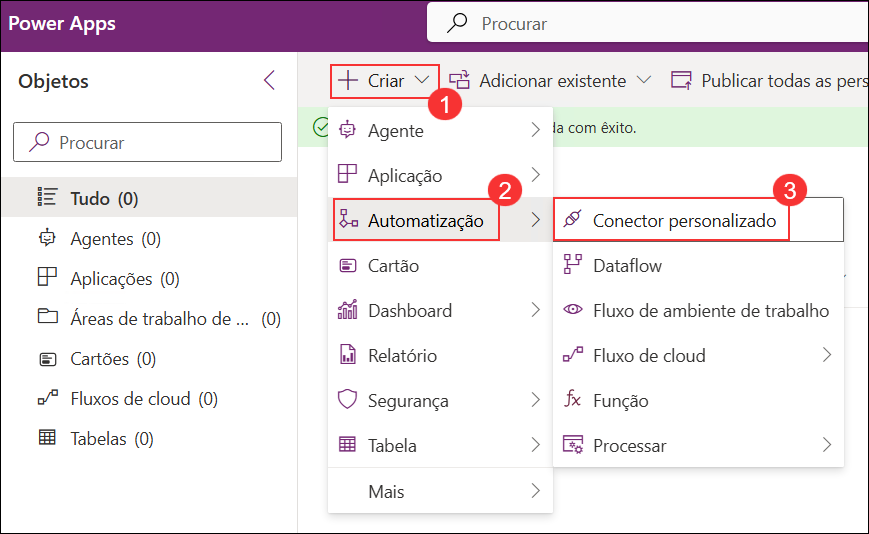 Power Apps
Procurar
Objetos
Procurar
Tudo (0)
Agentes (0)
Aplicações (0)
Áreas de trabalho de ... (0)
Cartões (0)
Fluxos de cloud (0)
Tabelas (0)
Criar
Adicionar existente
Publicar todas as pers
1
da com êxito.
Agente
Aplicação
2
Automatização
Cartão
Dashboard
Relatório
Segurança
Tabela
Mais
3
Conector personalizado
Dataflow
Fluxo de ambiente de trabalho
Fluxo de cloud
Função
Processar